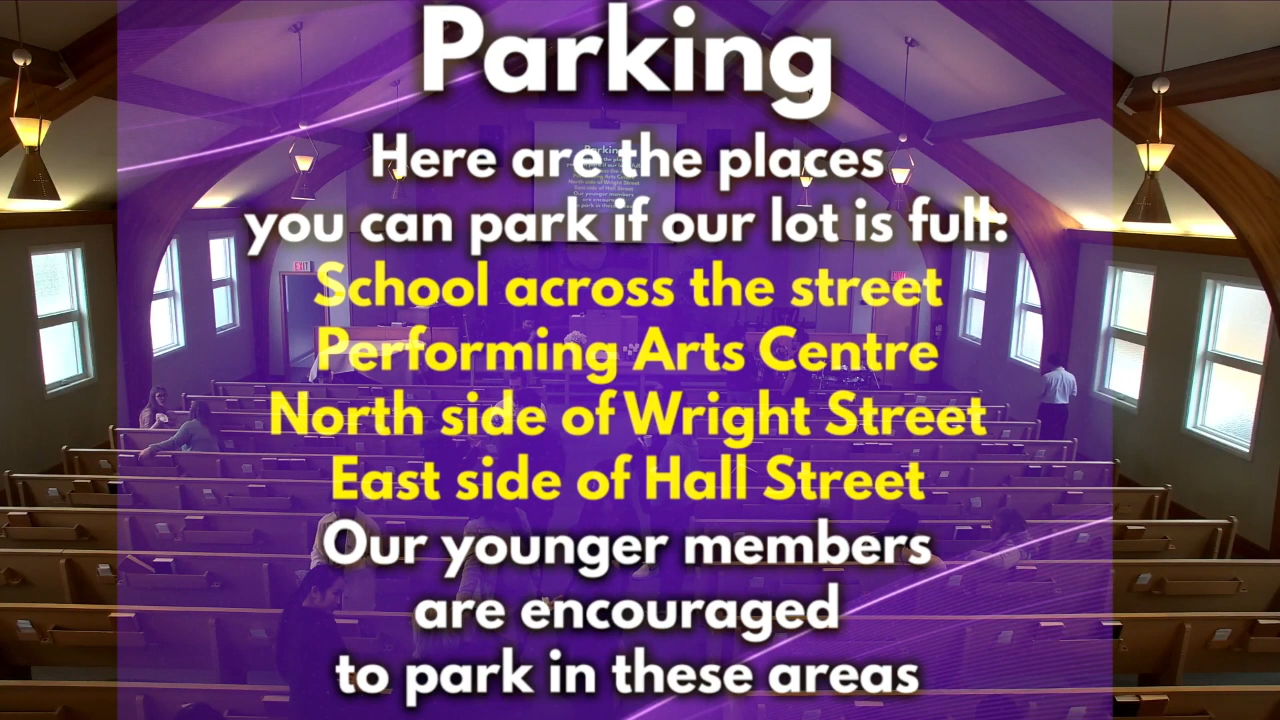 Parking
Here are the places
you can park if our lot is full:
School across the street
Performing Arts Centre
North side of Wright Street
East side of Hall Street
Our younger members
are encouraged
to park in these areas
EXIT